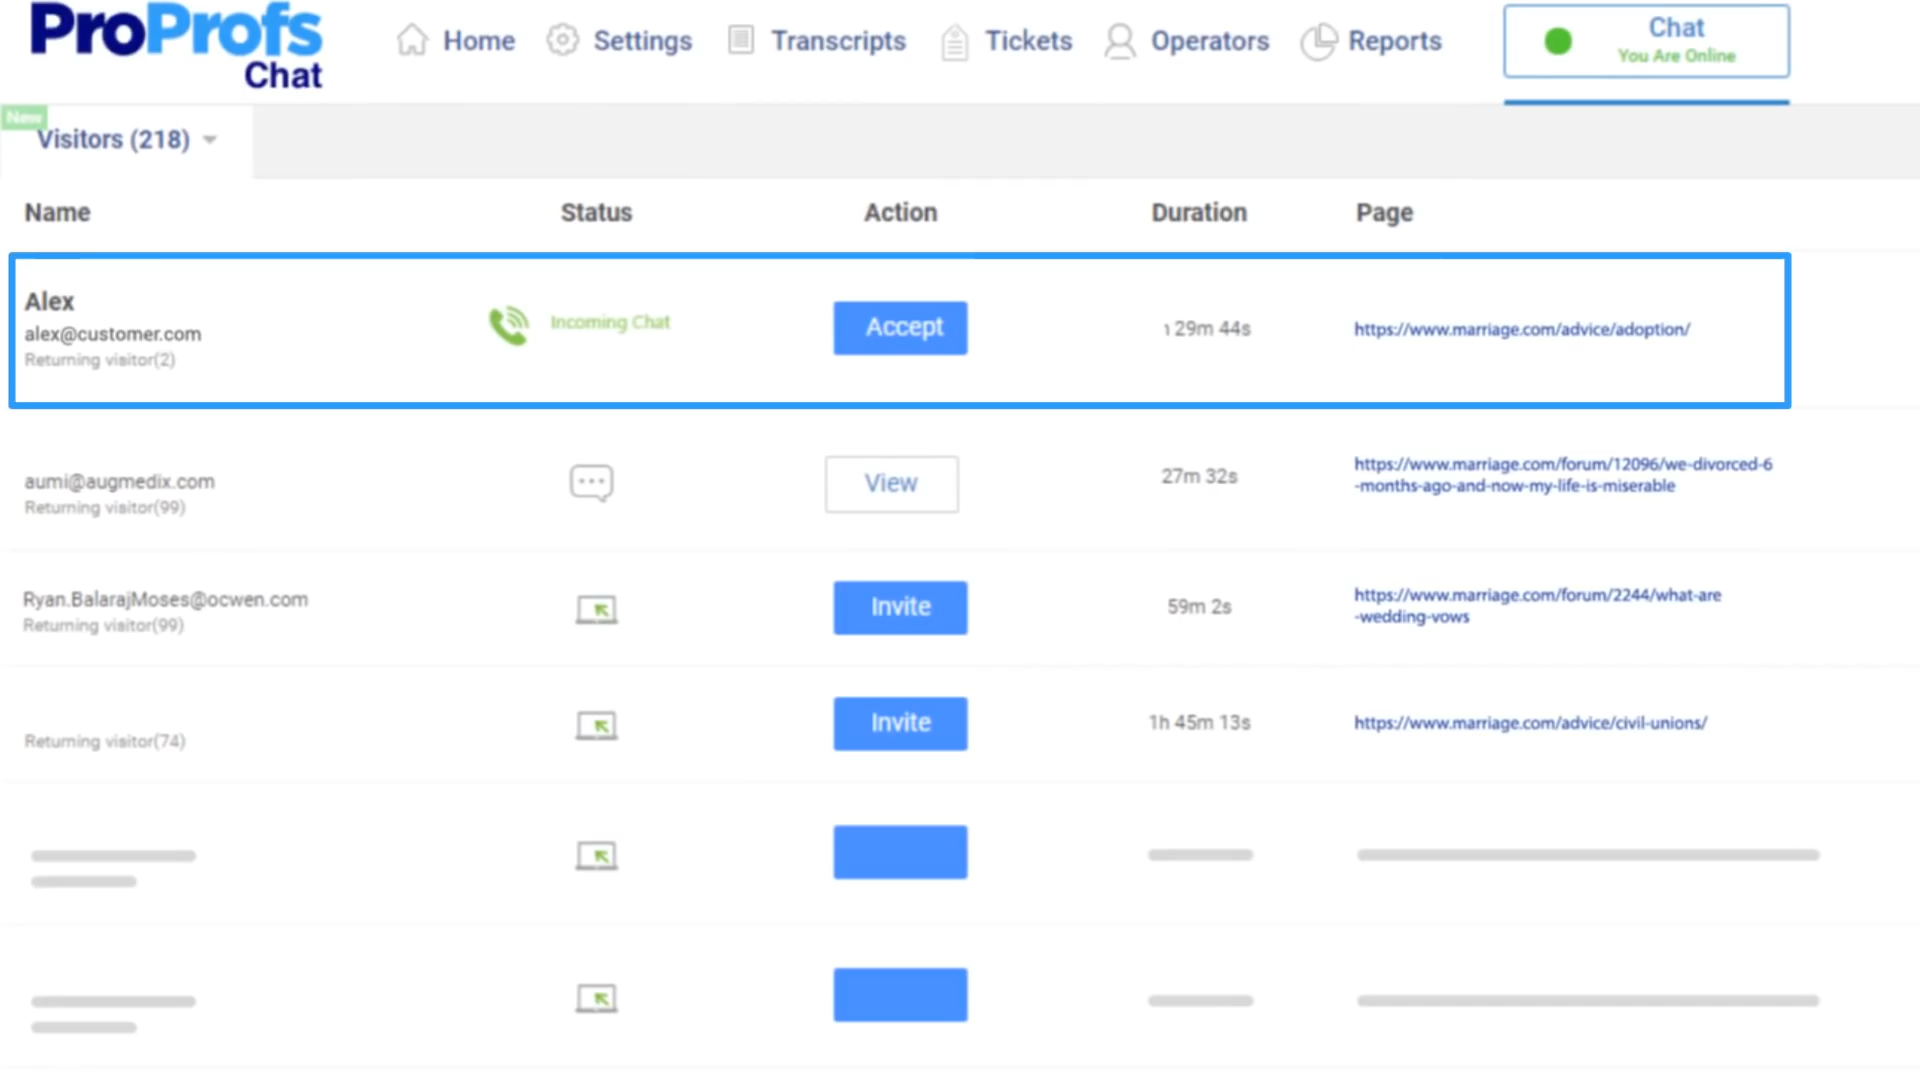 ProProfs
Chat
Home
Settings
Transcripts
Tickets
Operators
Reports
Chat
You Are Online
New
Visitors (218)
Name
Status
Action
Duration
Page
Alex
alex@customer.com
Returning visitor(2)
Incoming Chat
Accept
29m 44s
https://www.marriage.com/advice/adoption/
aumi@augmedix.com
Returning visitor(99)
View
27m 32s
https://www.marriage.com/forum/12096/we-divorced-6
-months-ago-and-now-my-life-is-miserable
Ryan.BalarajMoses@ocwen.com
Returning visitor(99)
Invite
59m 2s
https://www.marriage.com/forum/2244/what-are
-wedding-vows
Returning visitor(74)
Invite
1h 45m 13s
https://www.marriage.com/advice/civil-unions/